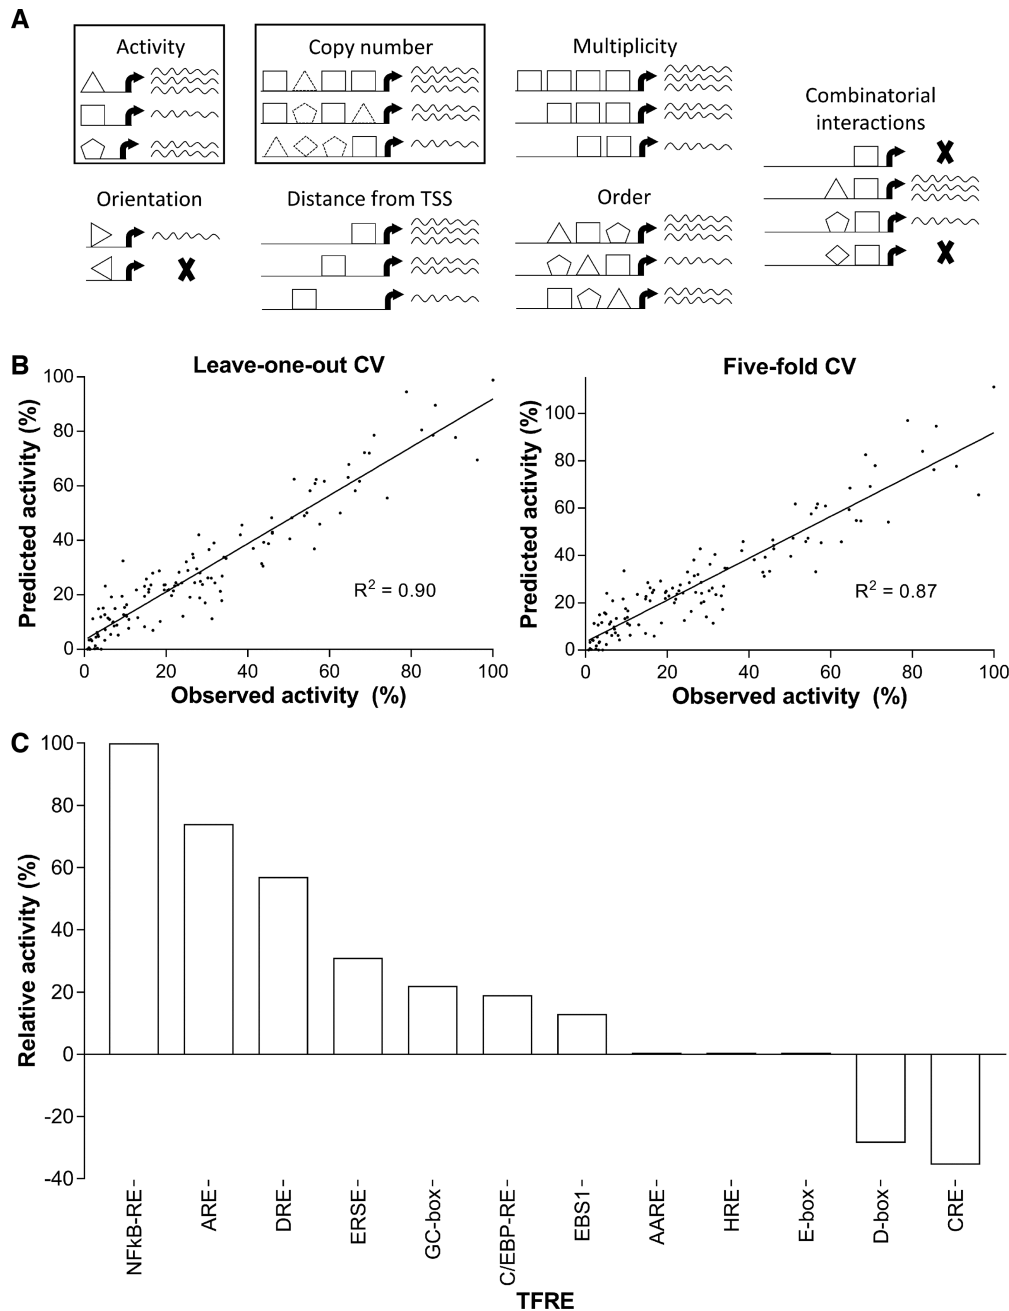 A
Activity
Copy number
Multiplicity
Combinatorial
interactions
Orientation
Distance from TSS
Order
B
Leave-one-out CV
Predicted activity (%)
100
80
60
40
20
0
R² = 0.90
0 20 40 60 80 100
Observed activity (%)
Five-fold CV
Predicted activity (%)
100
80
60
40
20
0
R² = 0.87
0 20 40 60 80 100
Observed activity (%)
C
Relative activity (%)
100
80
60
40
20
0
-20
-40
NFkB-RE
ARE
DRE
ERSE
GC-box
C/EBP-RE
EBS1
AARE
HRE
E-box
D-box
CRE
TFRE